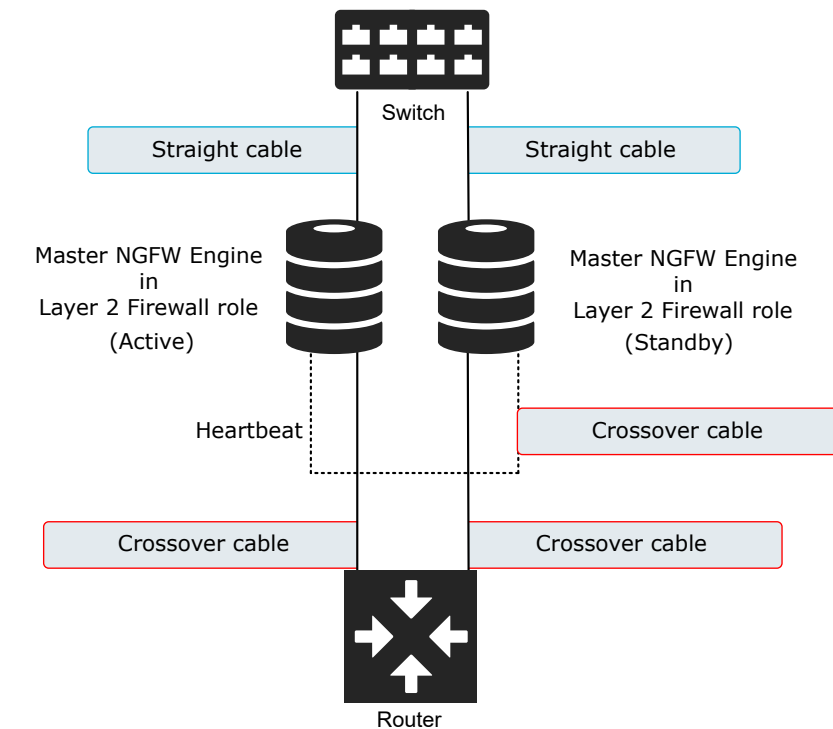 Switch
Straight cable
Straight cable
Master NGFW Engine
in
Layer 2 Firewall role
(Active)
Master NGFW Engine
in
Layer 2 Firewall role
(Standby)
Heartbeat
Crossover cable
Crossover cable
Crossover cable
Router